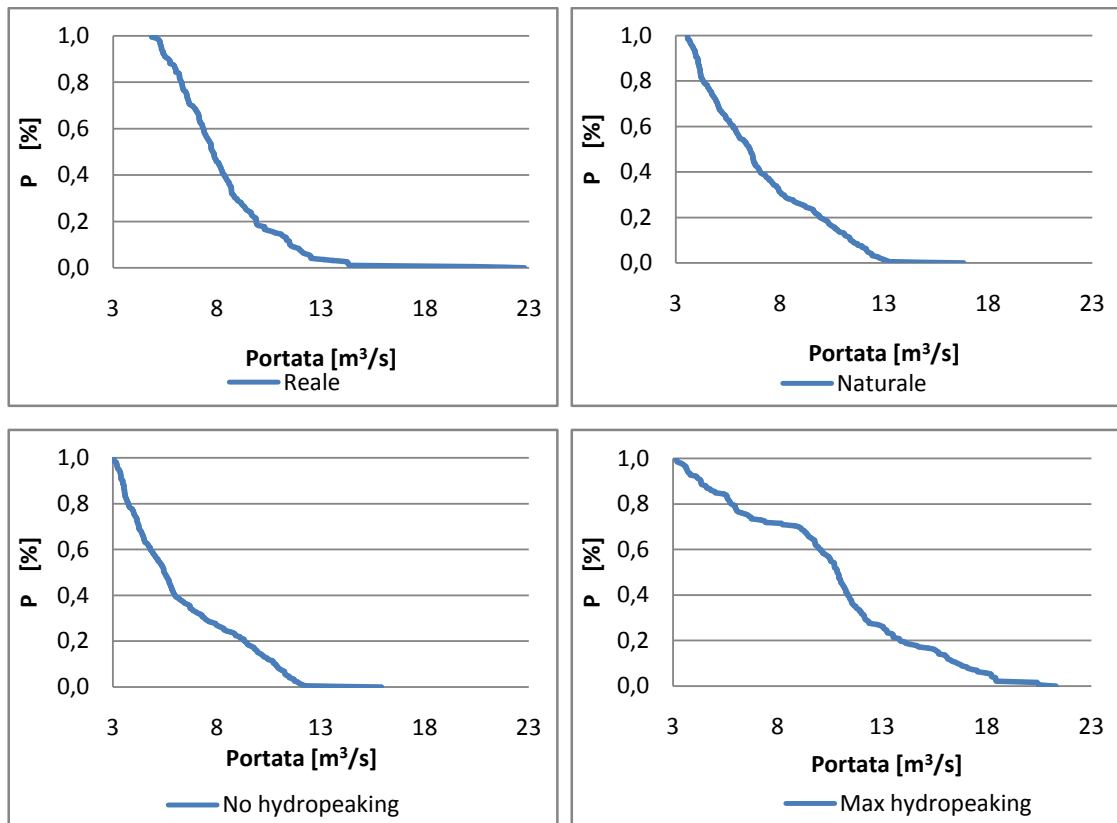 1,0
0,8
0,6
0,4
0,2
0,0
P [%]
3 8 13 18 23
Portata [m³/s]
Reale
1,0
0,8
0,6
0,4
0,2
0,0
P [%]
3 8 13 18 23
Portata [m³/s]
Naturale
1,0
0,8
0,6
0,4
0,2
0,0
P [%]
3 8 13 18 23
Portata [m³/s]
No hydropeaking
1,0
0,8
0,6
0,4
0,2
0,0
P [%]
3 8 13 18 23
Portata [m³/s]
Max hydropeaking